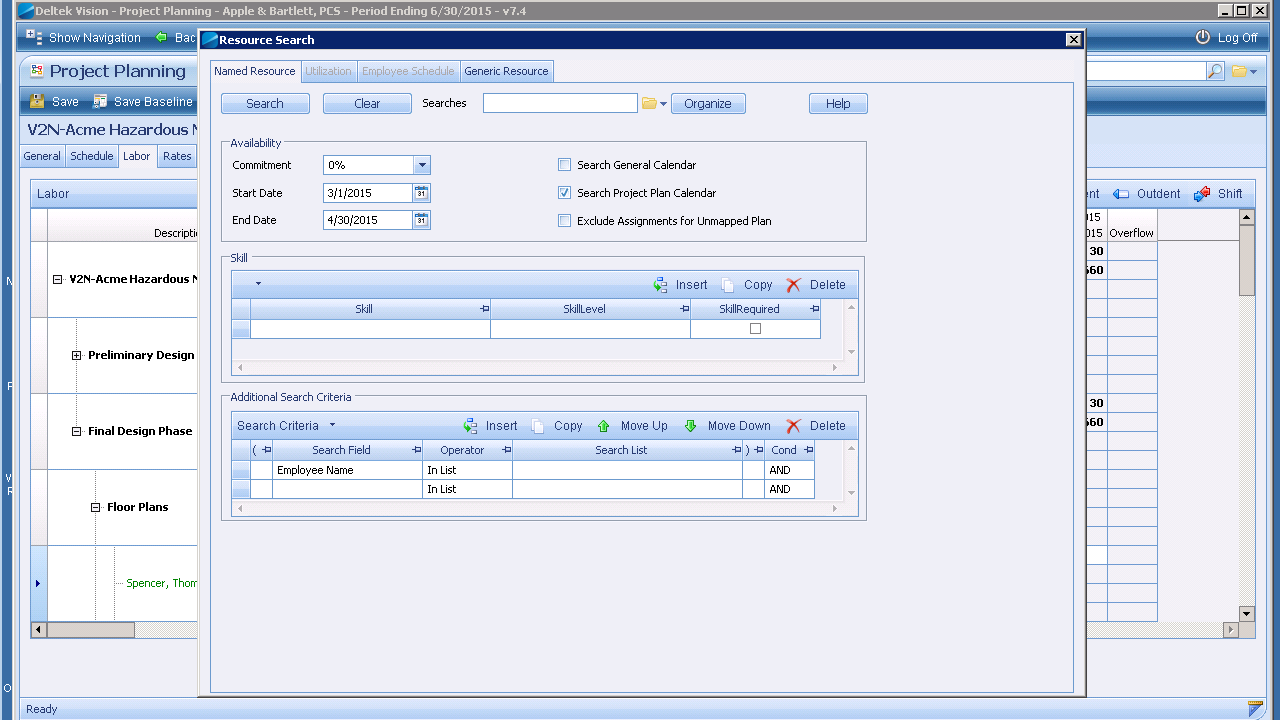 Deltek Vision - Project Planning - Apple & Bartlett, PCS - Period Ending 6/30/2015 - v7.4
Show Navigation Bac Log Off
Resource Search
Project Planning
Named Resource Utilization Employee Schedule Generic Resource
Save Save Baseline
Search Clear Searches Organize Help
V2N-Acme Hazardous N
General Schedule Labor Rates
Availability
Commitment 0% Search General Calendar
Start Date 3/1/2015 31 Search Project Plan Calendar
End Date 4/30/2015 31 Exclude Assignments for Unmapped Plan
Labor nt Outdent Shift
15
Descripti 015 Overflow
30
560
Skill
Insert Copy Delete
Skill SkillLevel SkillRequired
V2N-Acme Hazardous N
Preliminary Design
Additional Search Criteria
30
560
Search Criteria Insert Copy Move Up Move Down Delete
( Search Field Operator Search List ) Cond
Employee Name In List AND
In List AND
Final Design Phase
Floor Plans
Spencer, Thom
Ready